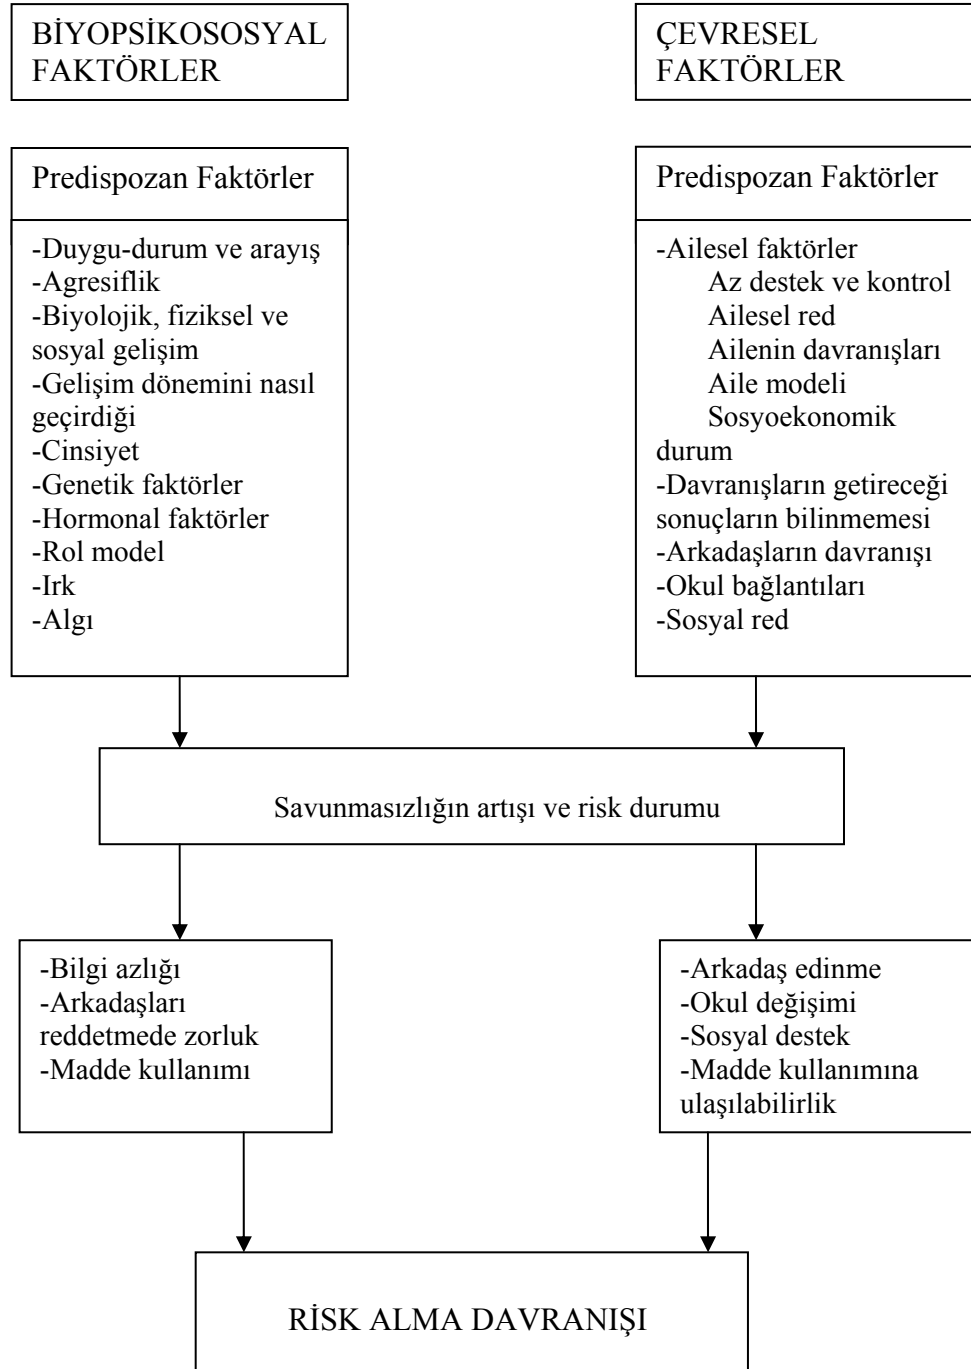 BİYOPSİKOSOSYAL
FAKTÖRLER
ÇEVRESEL
FAKTÖRLER
Predispozan Faktörler
-Duygu-durum ve arayış
-Agresiflik
-Biyolojik, fiziksel ve
sosyal gelişim
-Gelişim dönemini nasıl
geçirdiği
-Cinsiyet
-Genetik faktörler
-Hormonal faktörler
-Rol model
-Irk
-Algı
Predispozan Faktörler
-Ailesel faktörler
Az destek ve kontrol
Ailesel red
Ailenin davranışları
Aile modeli
Sosyoekonomik
durum
-Davranışların getireceği
sonuçların bilinmemesi
-Arkadaşların davranışı
-Okul bağlantıları
-Sosyal red
Savunmasızlığın artışı ve risk durumu
-Bilgi azlığı
-Arkadaşları
reddetmede zorluk
-Madde kullanımı
-Arkadaş edinme
-Okul değişimi
-Sosyal destek
-Madde kullanımına
ulaşılabilirlik
RİSK ALMA DAVRANIŞI